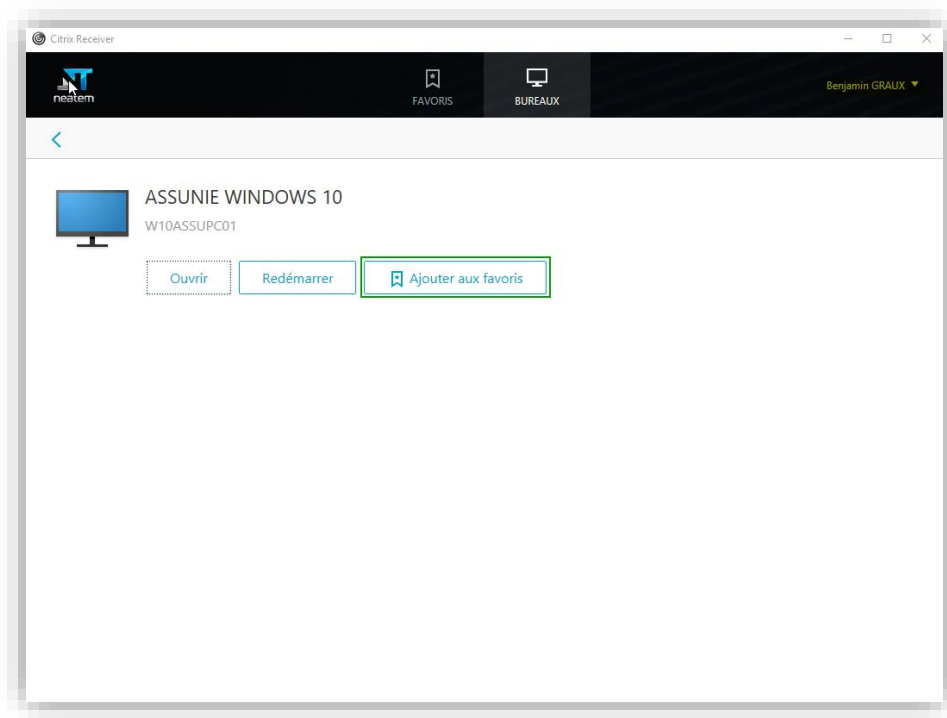 Citrix Receiver
neatem
FAVORIS
BUREAUX
Benjamin GRAUX
ASSUNIE WINDOWS 10
W10ASSUPC01
Ouvrir
Redémarrer
Ajouter aux favoris